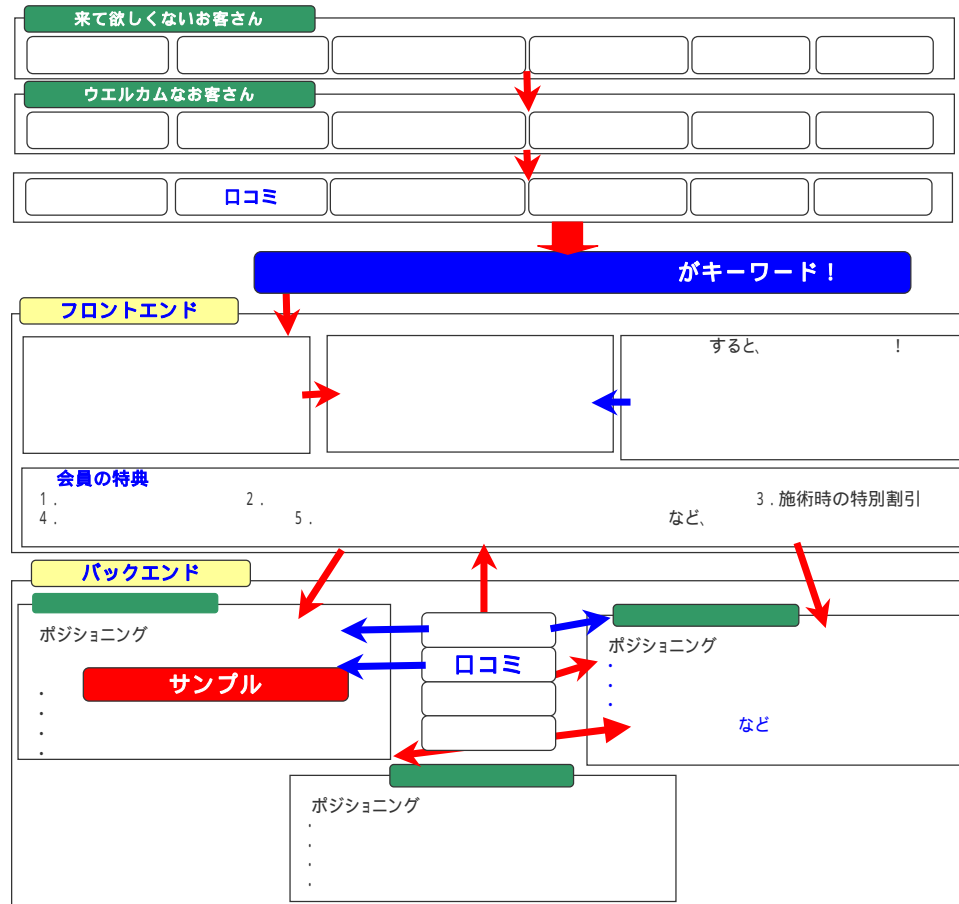 来て欲しくないお客さん
ウエルカムなお客さん
口コミ
がキーワード！
フロントエンド
すると、 ！
会員の特典
1． 2． 3．施術時の特別割引
4． 5． など、
バックエンド
ポジショニング
サンプル
・
・
・
・
口コミ
ポジショニング
・
・
・
など
ポジショニング
・
・
・
・